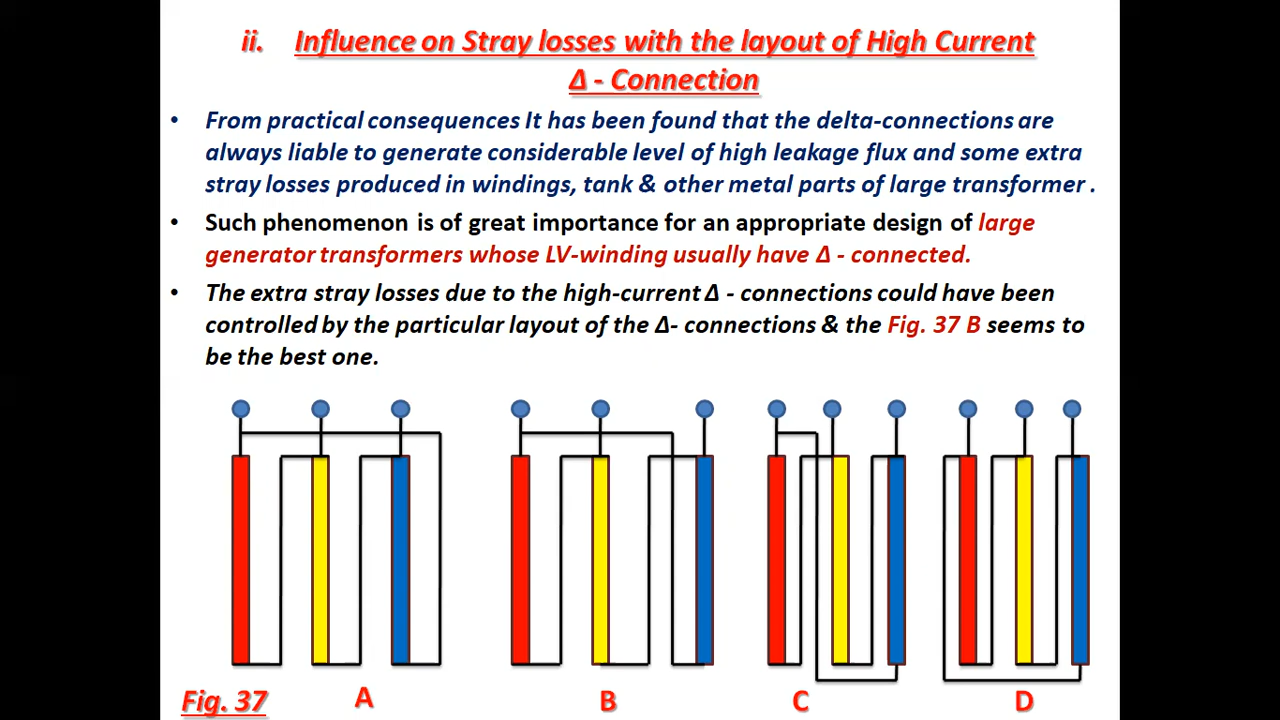 ii. Influence on Stray losses with the layout of High Current
Δ - Connection
• From practical consequences It has been found that the delta-connections are
always liable to generate considerable level of high leakage flux and some extra
stray losses produced in windings, tank & other metal parts of large transformer .
• Such phenomenon is of great importance for an appropriate design of large
generator transformers whose LV-winding usually have Δ - connected.
• The extra stray losses due to the high-current Δ - connections could have been
controlled by the particular layout of the Δ- connections & the Fig. 37 B seems to
be the best one.
Fig. 37 A B C D